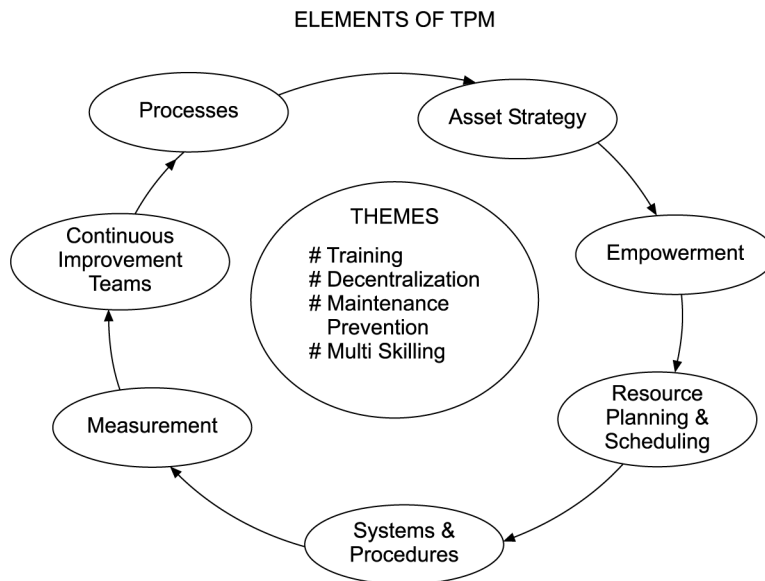 ELEMENTS OF TPM
Processes
Asset Strategy
Empowerment
Resource
Planning &
Scheduling
Systems &
Procedures
Measurement
Continuous
Improvement
Teams
THEMES
# Training
# Decentralization
# Maintenance
Prevention
# Multi Skilling